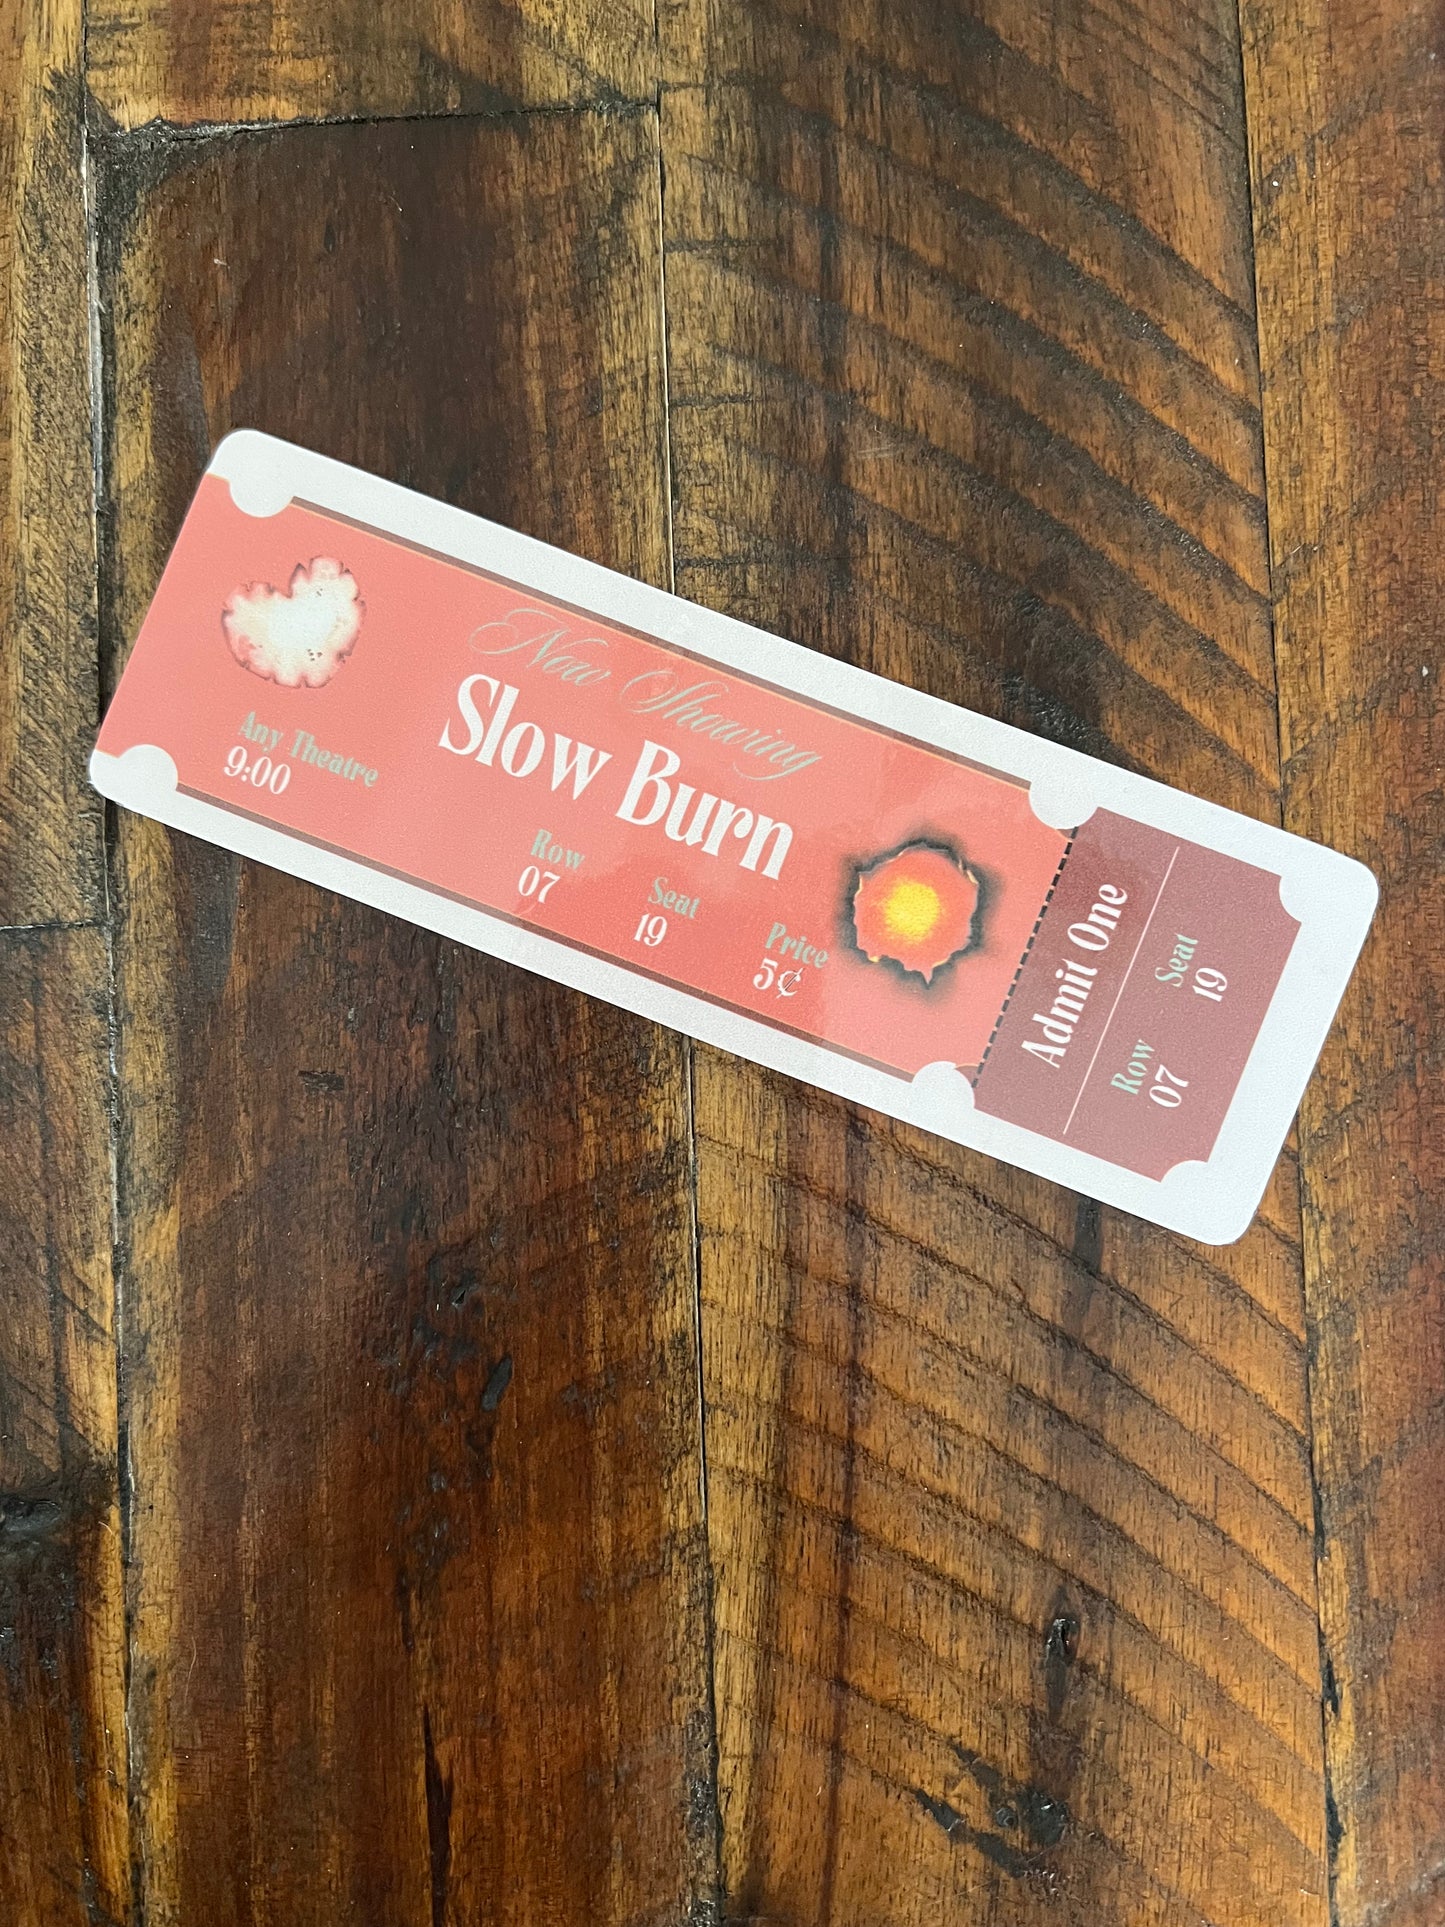 Now Showing
Slow Burn
Any Theatre
9:00
Row
07
Seat
19
Price
5¢
Admit One
Row
07
Seat
19